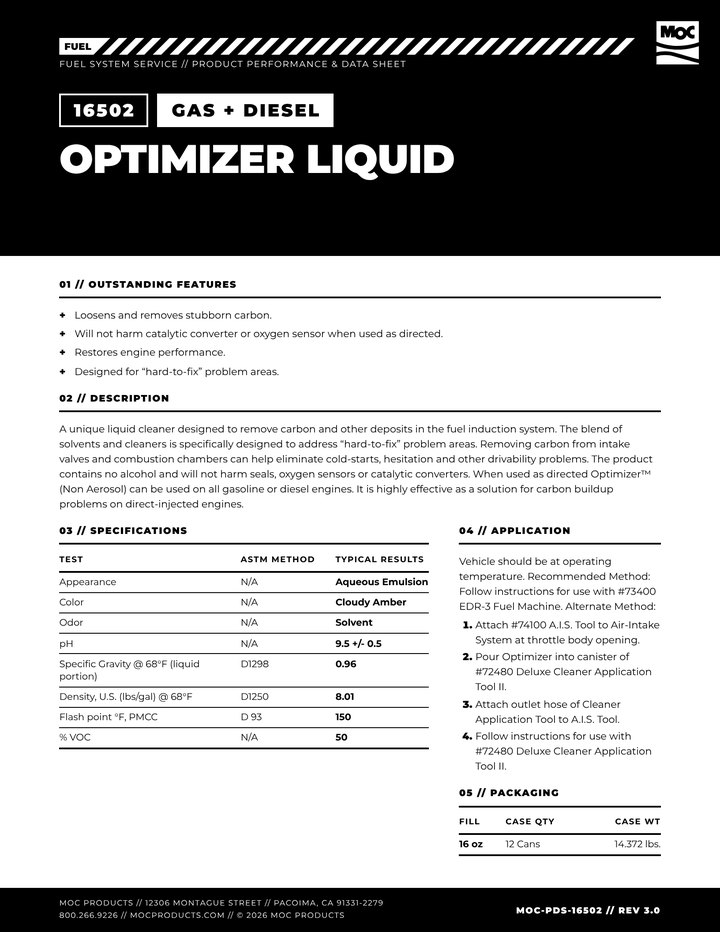 MOC
FUEL
FUEL SYSTEM SERVICE // PRODUCT PERFORMANCE & DATA SHEET
16502 GAS + DIESEL
OPTIMIZER LIQUID
01 // OUTSTANDING FEATURES
+ Loosens and removes stubborn carbon.
+ Will not harm catalytic converter or oxygen sensor when used as directed.
+ Restores engine performance.
+ Designed for “hard-to-fix” problem areas.
02 // DESCRIPTION
A unique liquid cleaner designed to remove carbon and other deposits in the fuel induction system. The blend of
solvents and cleaners is specifically designed to address “hard-to-fix” problem areas. Removing carbon from intake
valves and combustion chambers can help eliminate cold-starts, hesitation and other drivability problems. The product
contains no alcohol and will not harm seals, oxygen sensors or catalytic converters. When used as directed Optimizer™
(Non Aerosol) can be used on all gasoline or diesel engines. It is highly effective as a solution for carbon buildup
problems on direct-injected engines.
03 // SPECIFICATIONS
TEST ASTM METHOD TYPICAL RESULTS
Appearance N/A Aqueous Emulsion
Color N/A Cloudy Amber
Odor N/A Solvent
pH N/A 9.5 +/- 0.5
Specific Gravity @ 68°F (liquid D1298 0.96
portion)
Density, U.S. (lbs/gal) @ 68°F D1250 8.01
Flash point °F, PMCC D 93 150
% VOC N/A 50
04 // APPLICATION
Vehicle should be at operating
temperature. Recommended Method:
Follow instructions for use with #73400
EDR-3 Fuel Machine. Alternate Method:
1. Attach #74100 A.I.S. Tool to Air-Intake
System at throttle body opening.
2. Pour Optimizer into canister of
#72480 Deluxe Cleaner Application
Tool II.
3. Attach outlet hose of Cleaner
Application Tool to A.I.S. Tool.
4. Follow instructions for use with
#72480 Deluxe Cleaner Application
Tool II.
05 // PACKAGING
FILL CASE QTY CASE WT
16 oz 12 Cans 14.372 lbs.
MOC PRODUCTS // 12306 MONTAGUE STREET // PACOIMA, CA 91331-2279
800.266.9226 // MOCPRODUCTS.COM // © 2026 MOC PRODUCTS
MOC-PDS-16502 // REV 3.0